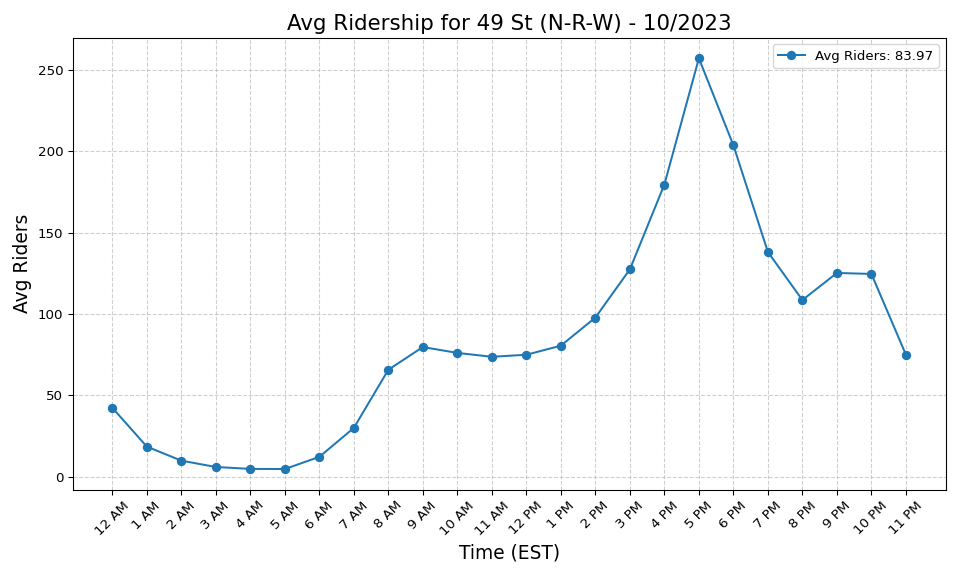 Avg Ridership for 49 St (N-R-W) - 10/2023
Avg Riders: 83.97
Avg Riders
250
200
150
100
50
0
12 AM
1 AM
2 AM
3 AM
4 AM
5 AM
6 AM
7 AM
8 AM
9 AM
10 AM
11 AM
12 PM
1 PM
2 PM
3 PM
4 PM
5 PM
6 PM
7 PM
8 PM
9 PM
10 PM
11 PM
Time (EST)